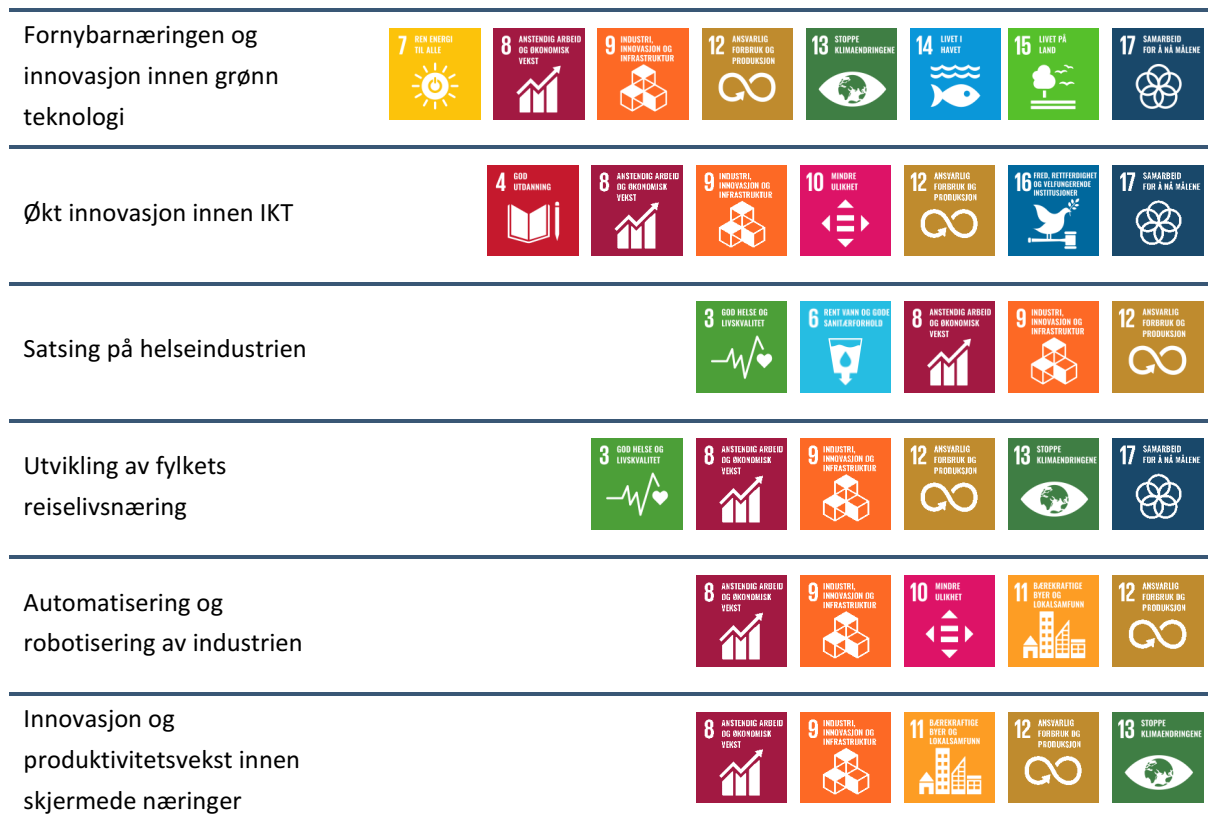 Fornybarnæringen og
innovasjon innen grønn
teknologi
7 REN ENERGI
TIL ALLE
8 ANSTENDIG ARBEID
OG ØKONOMISK
VEKST
9 INDUSTRI,
INNOVASJON OG
INFRASTRUKTUR
12 ANSVARLIG
FORBRUK OG
PRODUKSJON
13 STOPPE
KLIMAENDRINGENE
14 LIVET I
HAVET
15 LIVET PÅ
LAND
17 SAMARBEID
FOR Å NÅ MÅLENE
Økt innovasjon innen IKT
4 GOD
UTDANNING
8 ANSTENDIG ARBEID
OG ØKONOMISK
VEKST
9 INDUSTRI,
INNOVASJON OG
INFRASTRUKTUR
10 MINDRE
ULIKHET
12 ANSVARLIG
FORBRUK OG
PRODUKSJON
16 FRED, RETTFERDIGHET
OG VELFUNGERENDE
INSTITUSJONER
17 SAMARBEID
FOR Å NÅ MÅLENE
Satsing på helseindustrien
3 GOD HELSE OG
LIVSKVALITET
6 RENT VANN OG GODE
SANITÆRFORHOLD
8 ANSTENDIG ARBEID
OG ØKONOMISK
VEKST
9 INDUSTRI,
INNOVASJON OG
INFRASTRUKTUR
12 ANSVARLIG
FORBRUK OG
PRODUKSJON
Utvikling av fylkets
reiselivsnæring
3 GOD HELSE OG
LIVSKVALITET
8 ANSTENDIG ARBEID
OG ØKONOMISK
VEKST
9 INDUSTRI,
INNOVASJON OG
INFRASTRUKTUR
12 ANSVARLIG
FORBRUK OG
PRODUKSJON
13 STOPPE
KLIMAENDRINGENE
17 SAMARBEID
FOR Å NÅ MÅLENE
Automatisering og
robotisering av industrien
8 ANSTENDIG ARBEID
OG ØKONOMISK
VEKST
9 INDUSTRI,
INNOVASJON OG
INFRASTRUKTUR
10 MINDRE
ULIKHET
11 BÆREKRAFTIGE
BYER OG
LOKALSAMFUNN
12 ANSVARLIG
FORBRUK OG
PRODUKSJON
Innovasjon og
produktivitetsvekst innen
skjermede næringer
8 ANSTENDIG ARBEID
OG ØKONOMISK
VEKST
9 INDUSTRI,
INNOVASJON OG
INFRASTRUKTUR
11 BÆREKRAFTIGE
BYER OG
LOKALSAMFUNN
12 ANSVARLIG
FORBRUK OG
PRODUKSJON
13 STOPPE
KLIMAENDRINGENE